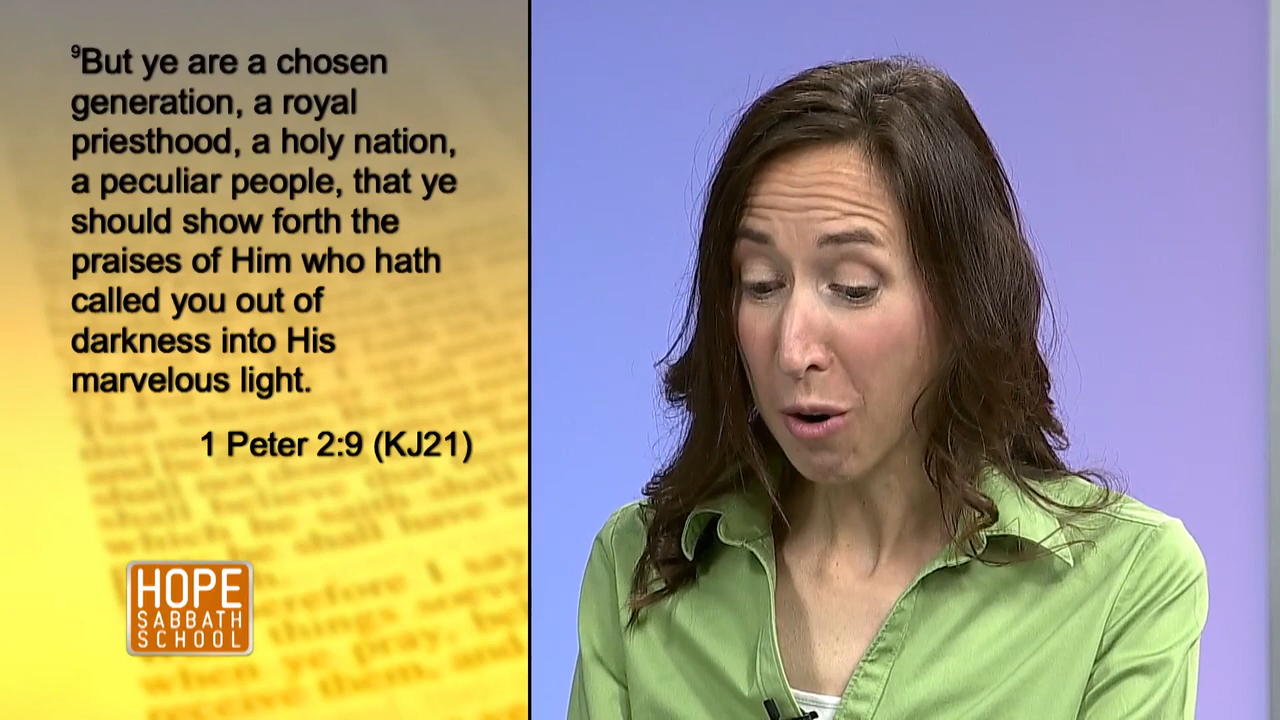 ⁹But ye are a chosen
generation, a royal
priesthood, a holy nation,
a peculiar people, that ye
should show forth the
praises of Him who hath
called you out of
darkness into His
marvelous light.
1 Peter 2:9 (KJ21)
HOPE
SABBATH
SCHOOL